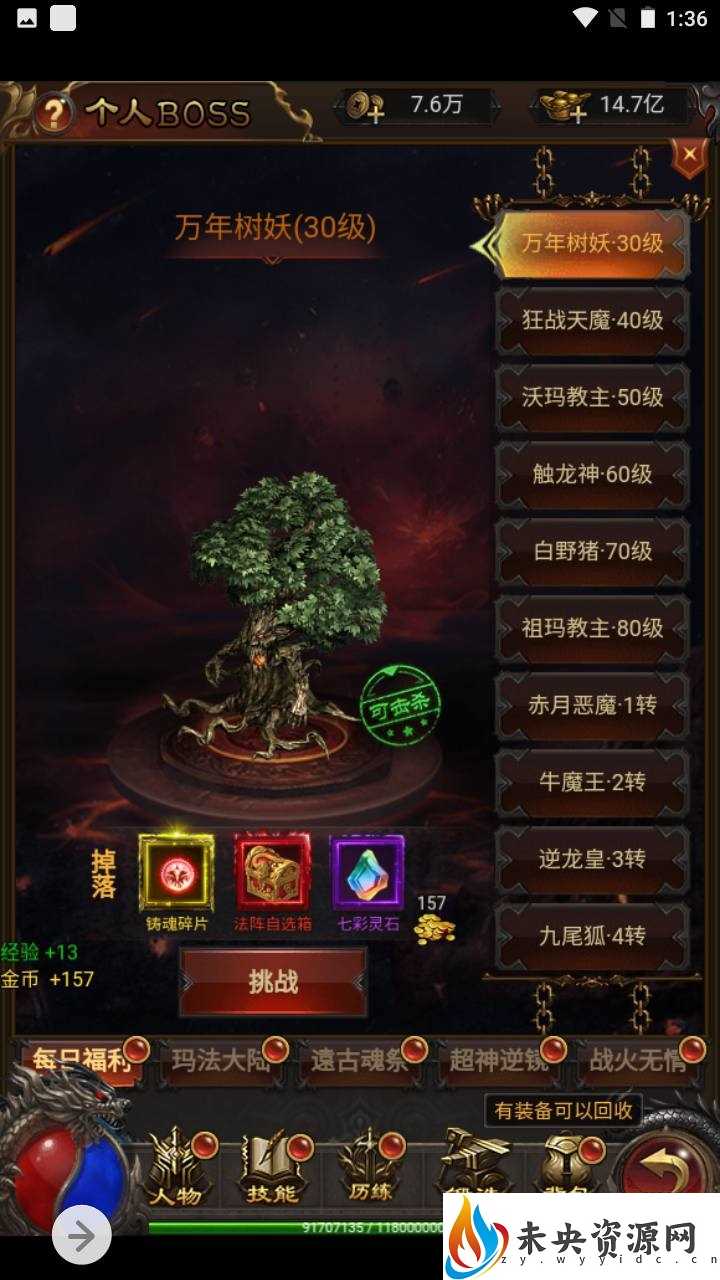 1:36
个人BOSS
7.6万
14.7亿
万年树妖(30级)
万年树妖·30级
狂战天魔·40级
沃玛教主·50级
触龙神·60级
白野猪·70级
祖玛教主·80级
赤月恶魔·1转
牛魔王·2转
逆龙皇·3转
九尾狐·4转
可击杀
掉落
铸魂碎片
法阵自选箱
七彩灵石
157
经验 +13
金币 +157
挑战
每日福利
玛法大陆
遠古魂祭
超神逆镜
战火无情
有装备可以回收
人物
技能
历练
背包
91707135 / 118000000
未央资源网
zy.wyyidc.cn